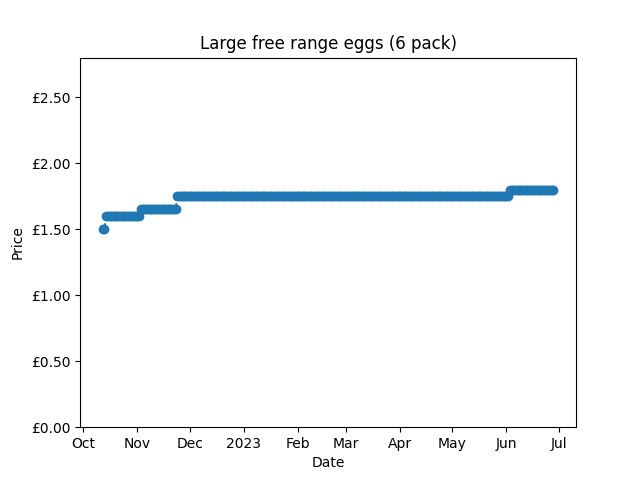 Large free range eggs (6 pack)
£2.50
£2.00
£1.50
£1.00
£0.50
£0.00
Price
Oct Nov Dec 2023 Feb Mar Apr May Jun Jul
Date